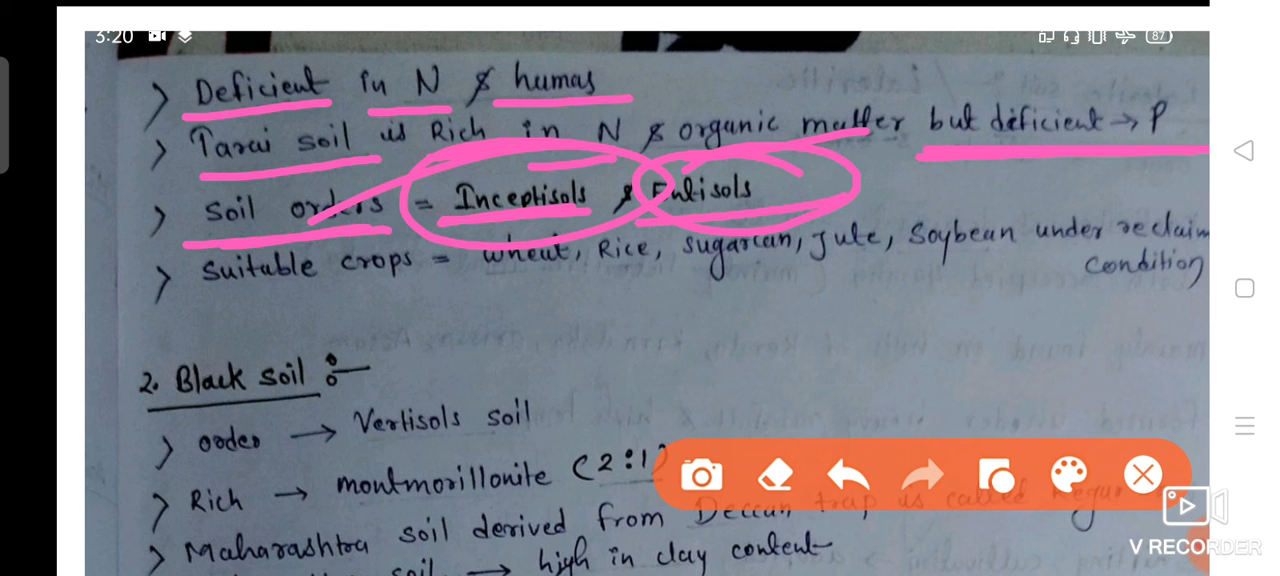 3:20 87
> Deficient in N & humas
> Tarai soil is Rich in N & organic matter but deficient → P
> Soil orders = Inceptisols & Entisols
> Suitable crops = wheat, Rice, Sugarcan, Jute, Soybean under reclaim
condition
2. Black soil :-
> order → Vertisols soil
> Rich → montmorillonite (2:1)
> Maharashtra soil derived from Deccan trap is called Regur
soil → high in clay content
V RECORDER